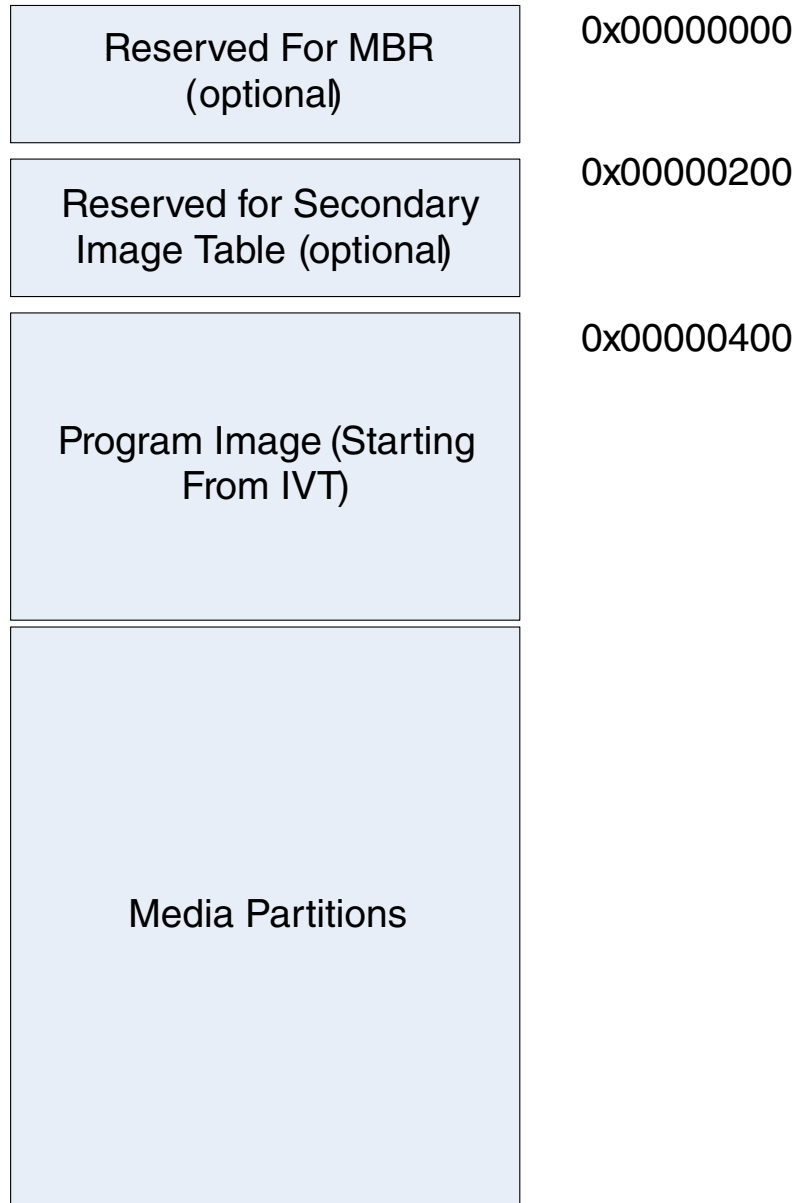 Reserved For MBR
(optional)
0x00000000
Reserved for Secondary
Image Table (optional)
0x00000200
Program Image (Starting
From IVT)
0x00000400
Media Partitions